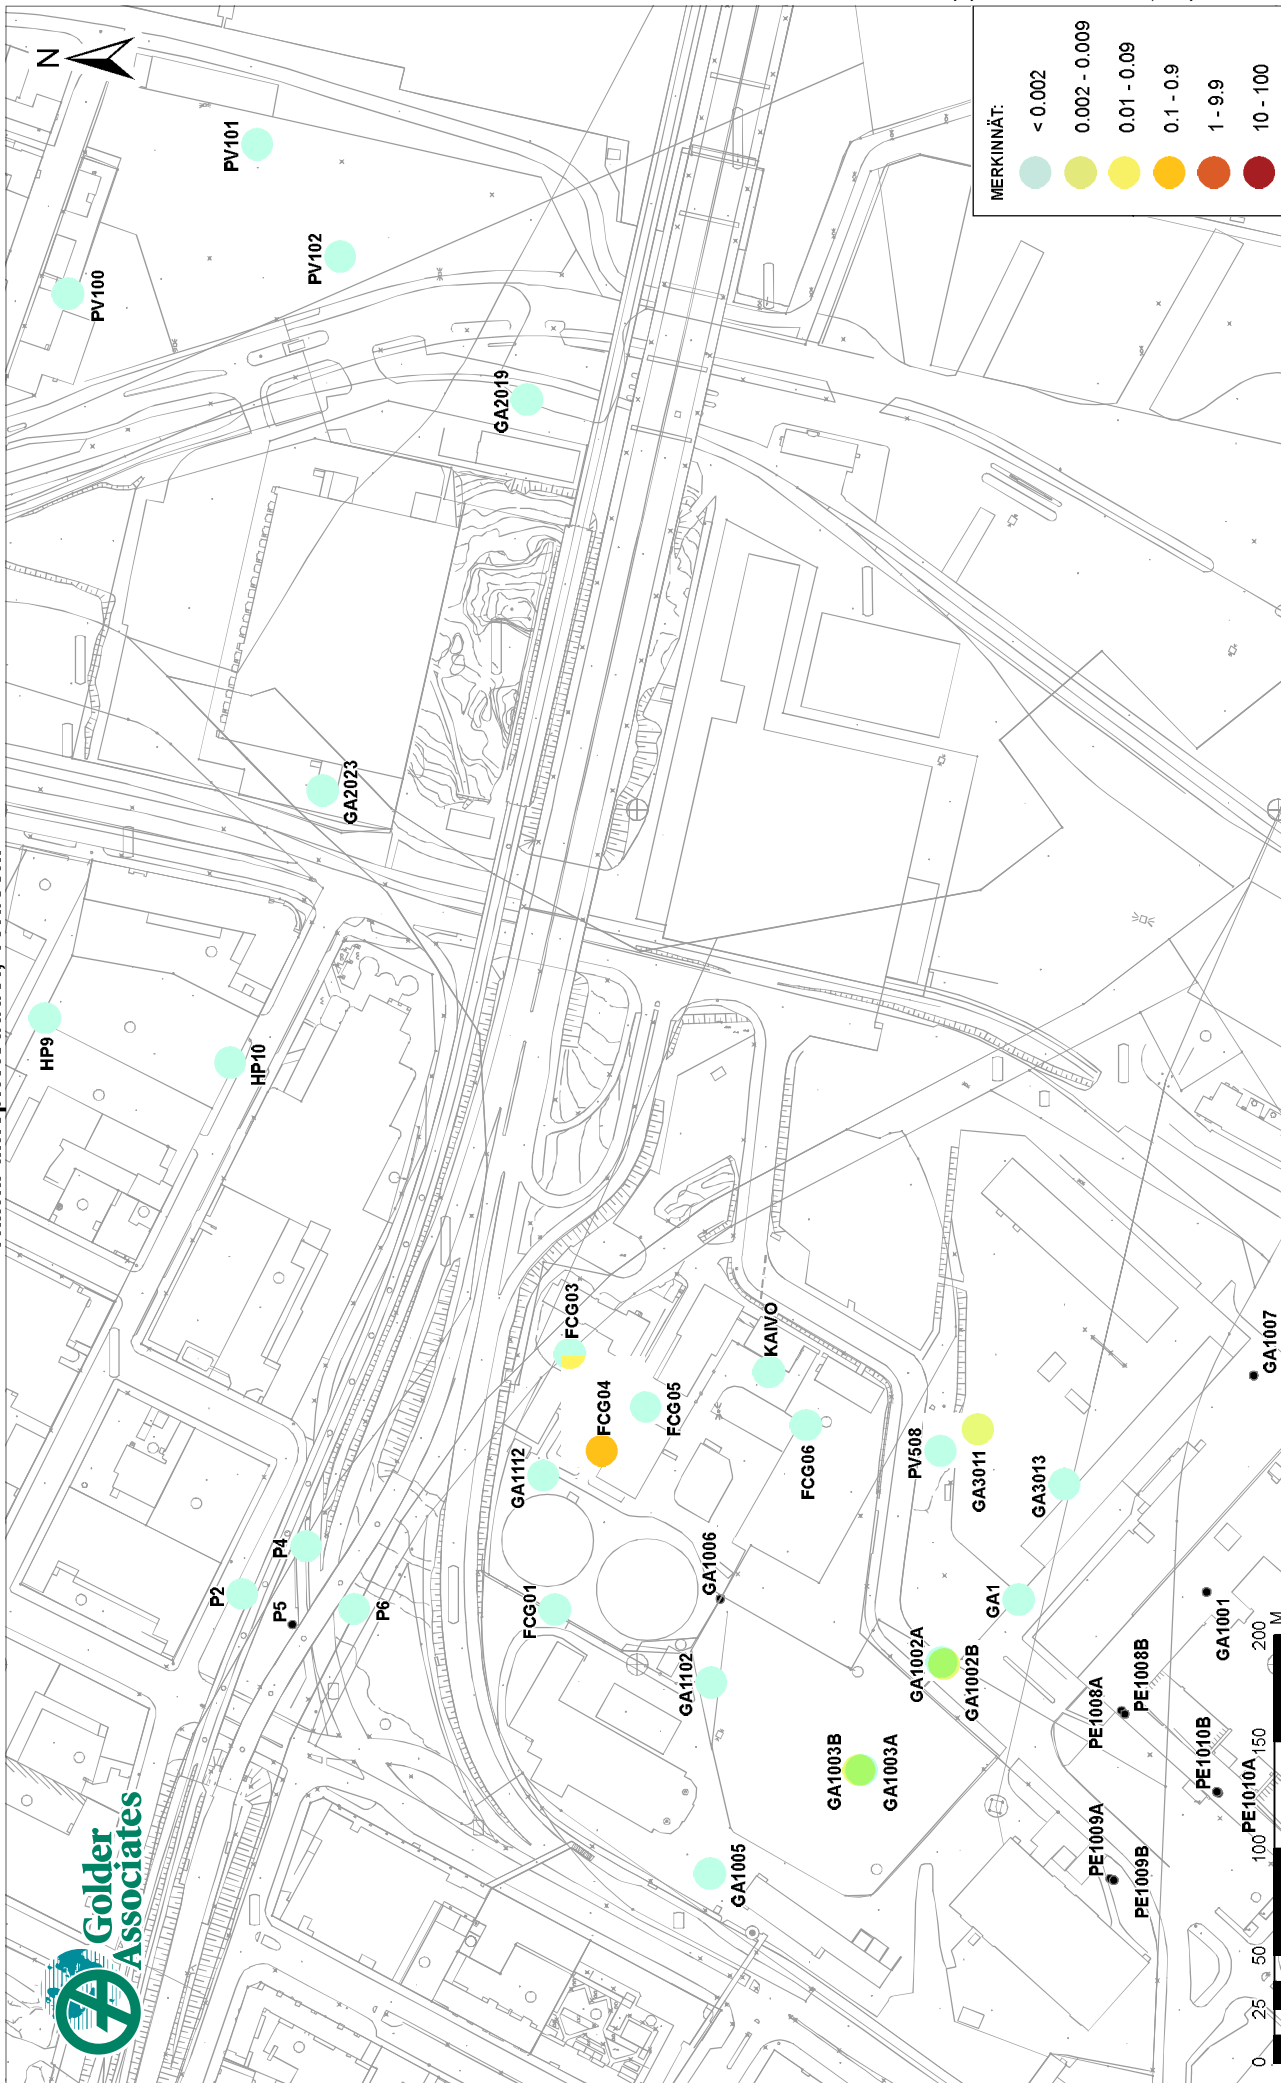 N
Golder
Associates
MERKINNÄT:
< 0.002
0.002 - 0.009
0.01 - 0.09
0.1 - 0.9
1 - 9.9
10 - 100
PV100
PV101
PV102
GA2019
GA2023
HP9
HP10
P2
P4
P5
P6
FCG03
FCG04
FCG05
GA1112
KAIVO
FCG06
FCG01
GA1006
GA1102
PV508
GA3011
GA3013
GA1
GA1002A
GA1002B
GA1003B
GA1003A
GA1005
GA1007
GA1001
PE1008A
PE1008B
PE1010B
PE1010A
PE1009A
PE1009B
0 25 50 100 150 200
M